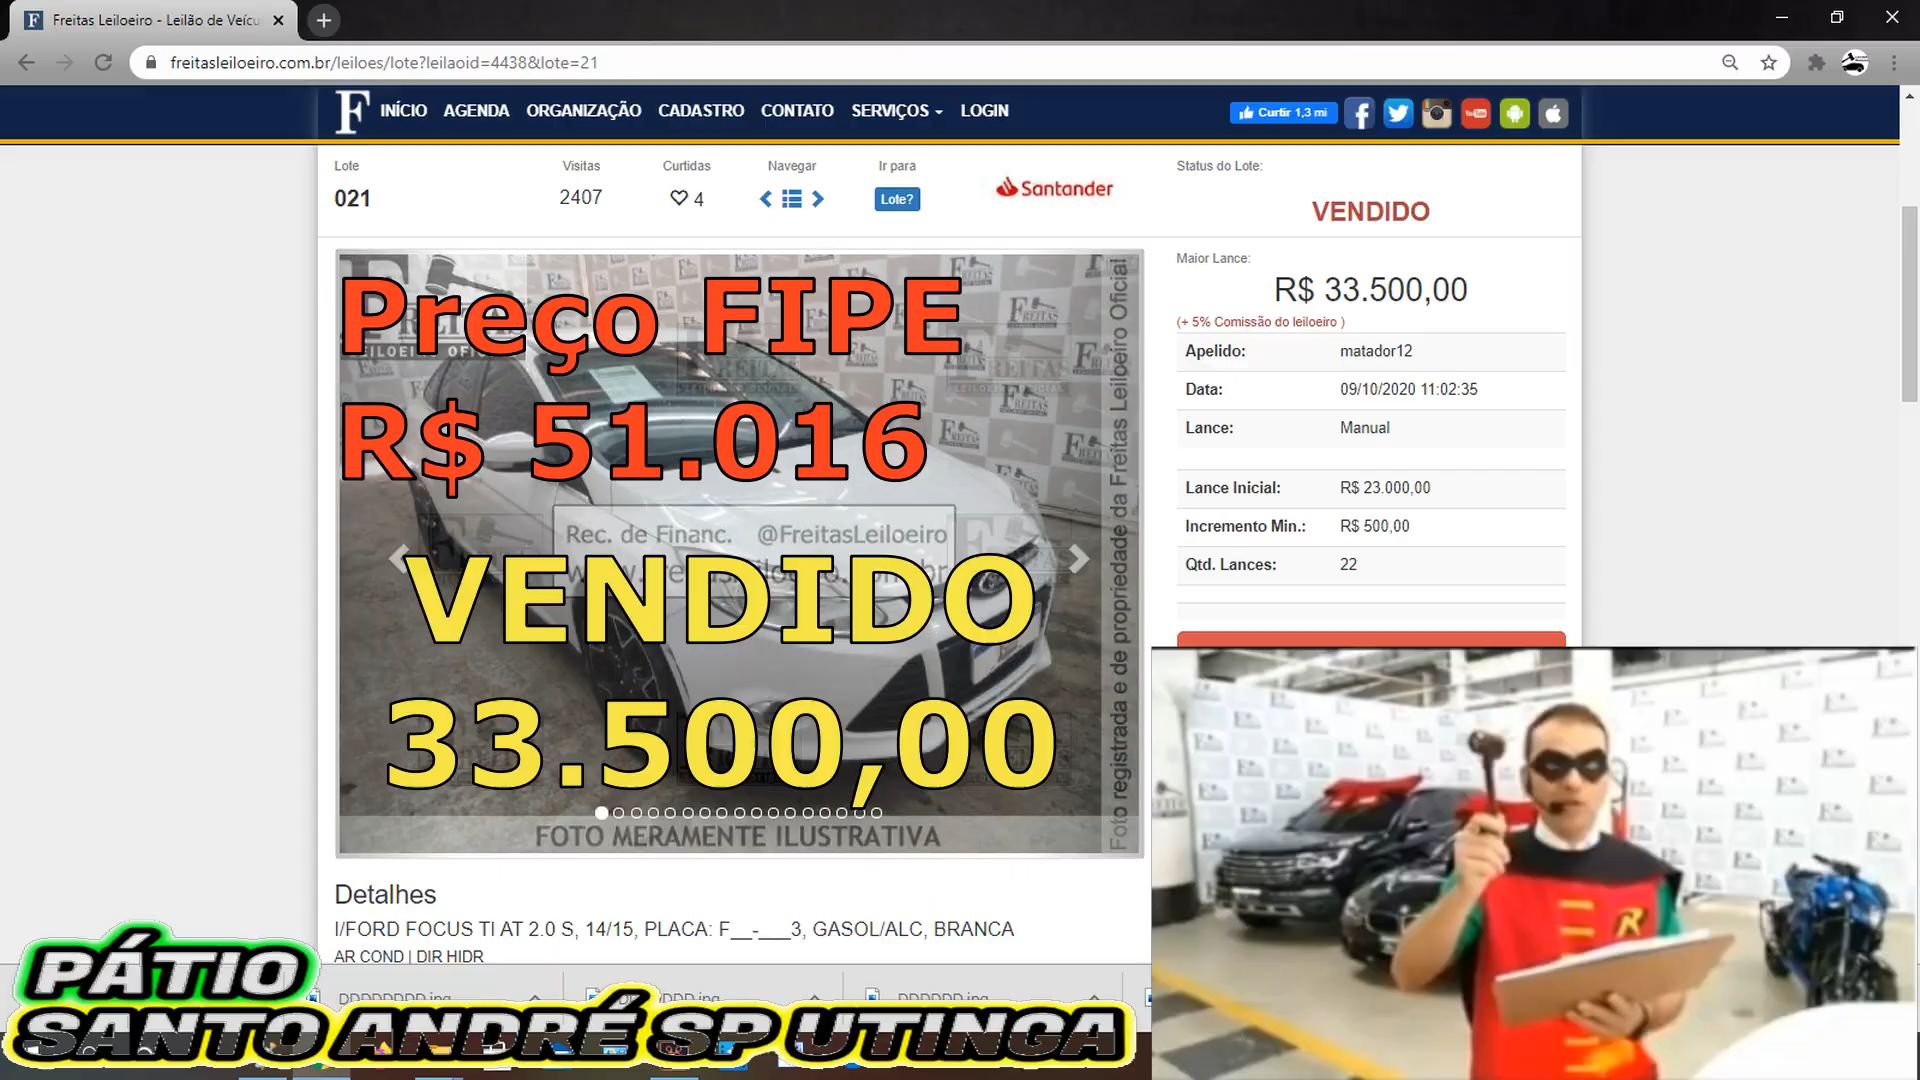 Freitas Leiloeiro - Leilão de Veícu
freitasleiloeiro.com.br/leiloes/lote?leilaoid=4438&lote=21
F INÍCIO AGENDA ORGANIZAÇÃO CADASTRO CONTATO SERVIÇOS LOGIN
Curtir 1,3 mi
Lote Visitas Curtidas Navegar Ir para
021 2407 4 Lote?
Santander
Status do Lote:
VENDIDO
Maior Lance:
R$ 33.500,00
(+ 5% Comissão do leiloeiro )
Apelido: matador12
Data: 09/10/2020 11:02:35
Lance: Manual
Lance Inicial: R$ 23.000,00
Incremento Min.: R$ 500,00
Qtd. Lances: 22
Preço FIPE
R$ 51.016
Rec. de Financ. @FreitasLeiloeiro
VENDIDO
33.500,00
Foto registrada e de propriedade da Freitas Leiloeiro Oficial
FOTO MERAMENTE ILUSTRATIVA
Detalhes
I/FORD FOCUS TI AT 2.0 S, 14/15, PLACA: F__-___3, GASOL/ALC, BRANCA
AR COND | DIR HIDR
PÁTIO
SANTO ANDRÉ SP UTINGA
R